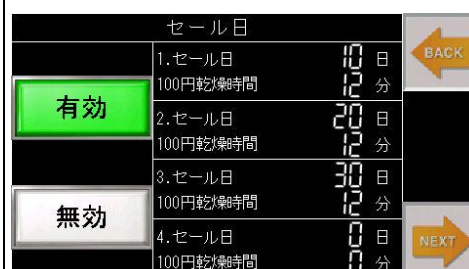 セール日
BACK
有効
1.セール日 10 日
100円乾燥時間 12 分
2.セール日 20 日
100円乾燥時間 12 分
3.セール日 30 日
100円乾燥時間 12 分
無効
4.セール日 0 日
100円乾燥時間 0 分
NEXT